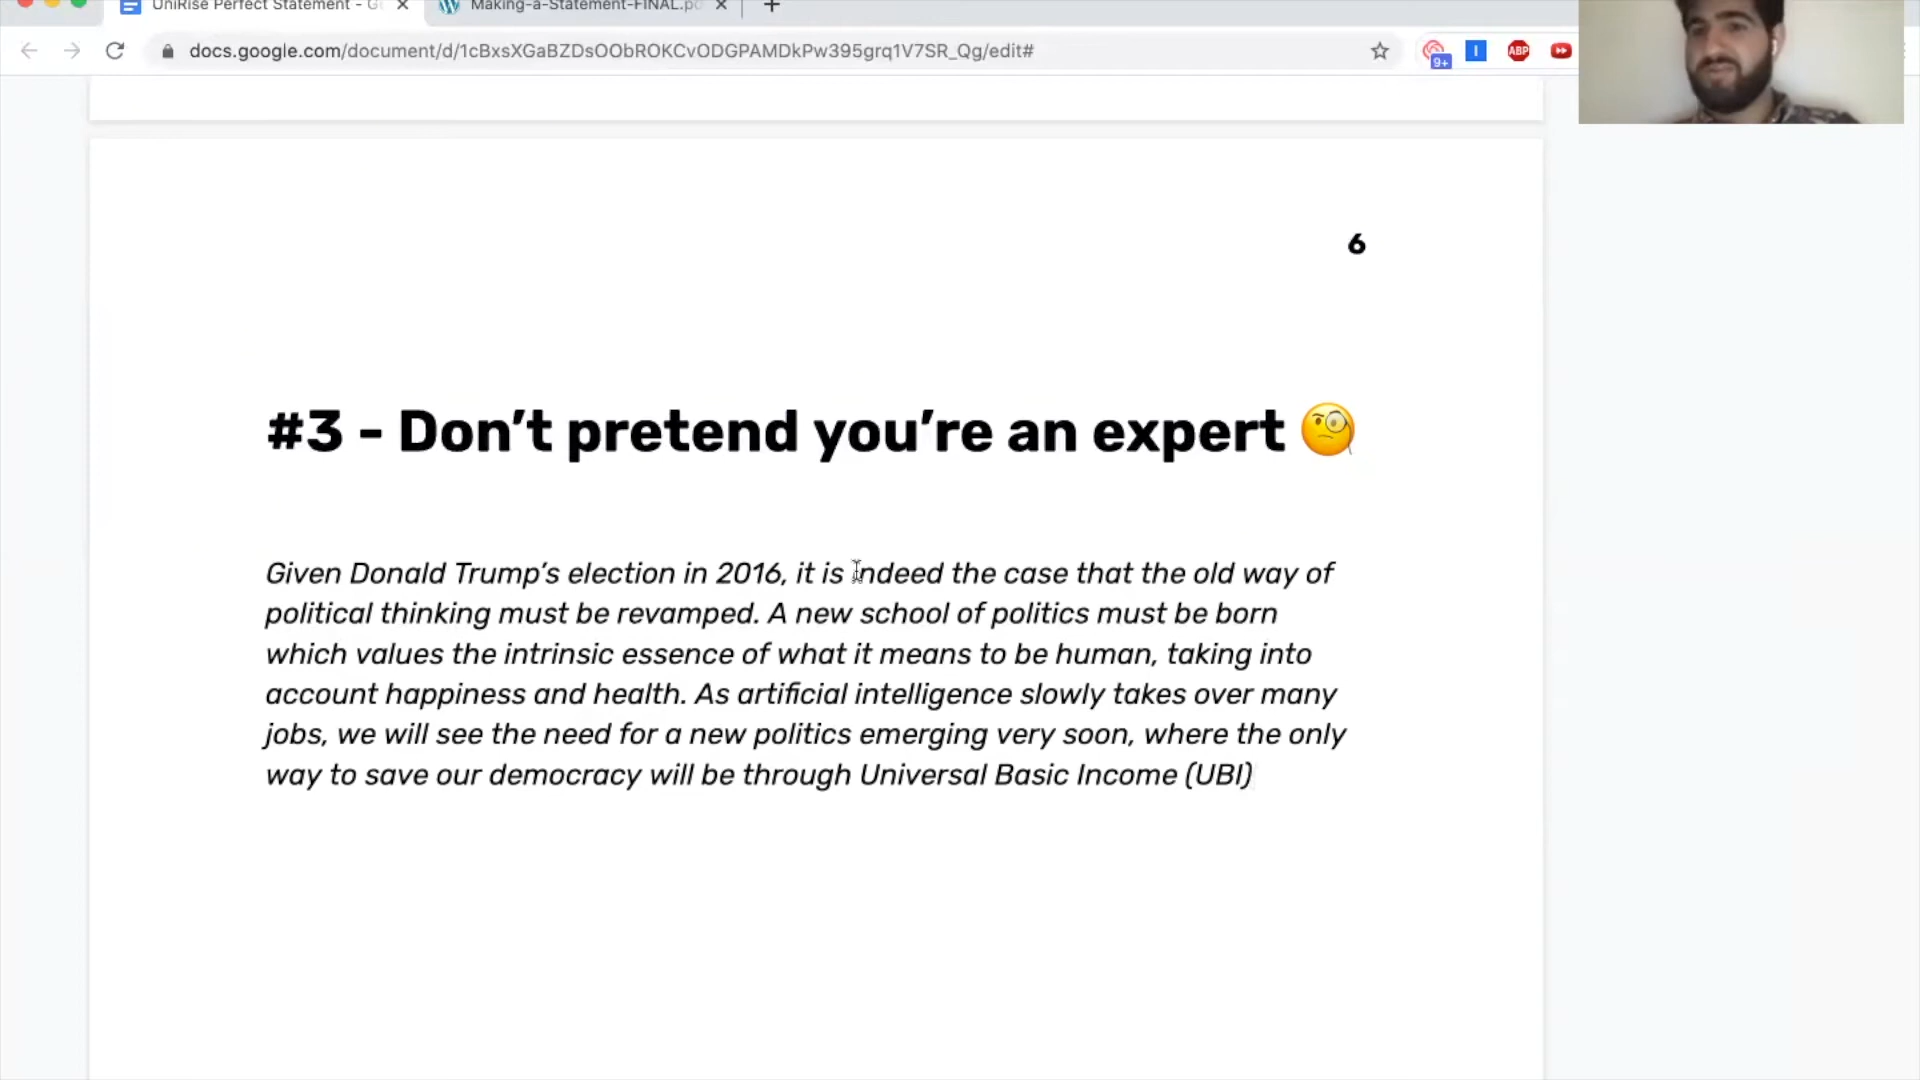 UniRise Perfect Statement - G
Making-a-Statement-FINAL.pd
docs.google.com/document/d/1cBxsXGaBZDsOObROKCvODGPAMDkPw395grq1V7SR_Qg/edit#
9+
I
ABP
6
#3 - Don’t pretend you’re an expert 🧐
Given Donald Trump’s election in 2016, it is indeed the case that the old way of
political thinking must be revamped. A new school of politics must be born
which values the intrinsic essence of what it means to be human, taking into
account happiness and health. As artificial intelligence slowly takes over many
jobs, we will see the need for a new politics emerging very soon, where the only
way to save our democracy will be through Universal Basic Income (UBI)